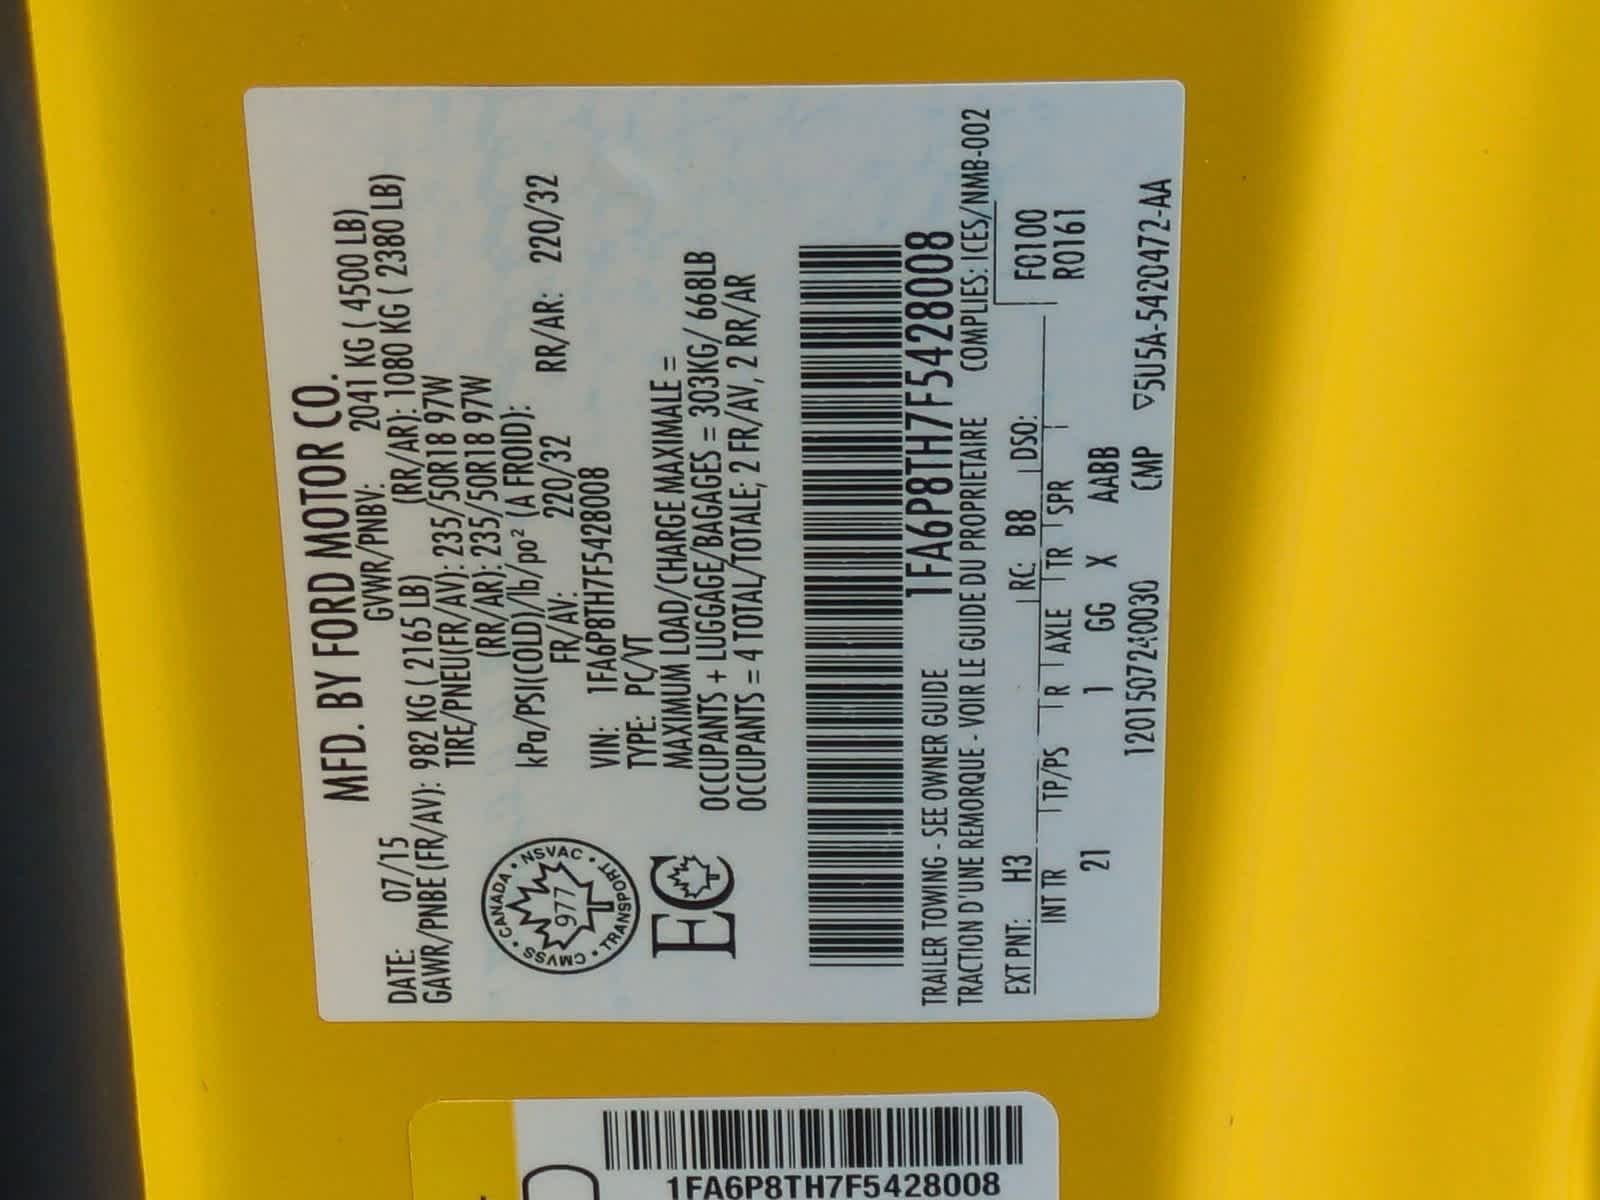 MFD. BY FORD MOTOR CO.
DATE: 07/15 GVWR/PNBV: 2041 KG ( 4500 LB)
GAWR/PNBE (FR/AV): 982 KG ( 2165 LB) (RR/AR): 1080 KG ( 2380 LB)
TIRE/PNEU(FR/AV): 235/50R18 97W
(RR/AR): 235/50R18 97W
kPa/PSI(COLD)/lb/po² (A FROID):
FR/AV: 220/32 RR/AR: 220/32
VIN: 1FA6P8TH7F5428008
TYPE: PC/VT
MAXIMUM LOAD/CHARGE MAXIMALE =
OCCUPANTS + LUGGAGE/BAGAGES = 303KG/ 668LB
OCCUPANTS = 4 TOTAL/TOTALE; 2 FR/AV, 2 RR/AR
CANADA • NSVAC • TRANSPORT • CMVSS •
977
EC
1FA6P8TH7F5428008
TRAILER TOWING - SEE OWNER GUIDE
TRACTION D'UNE REMORQUE - VOIR LE GUIDE DU PROPRIETAIRE COMPLIES: ICES/NMB-002
EXT PNT: H3 RC: BB DSO: F0100
R0161
INT TR TP/PS R AXLE TR SPR
21 1 GG X AABB
1201507240030 CMP ▽5U5A-5420472-AA
1FA6P8TH7F5428008